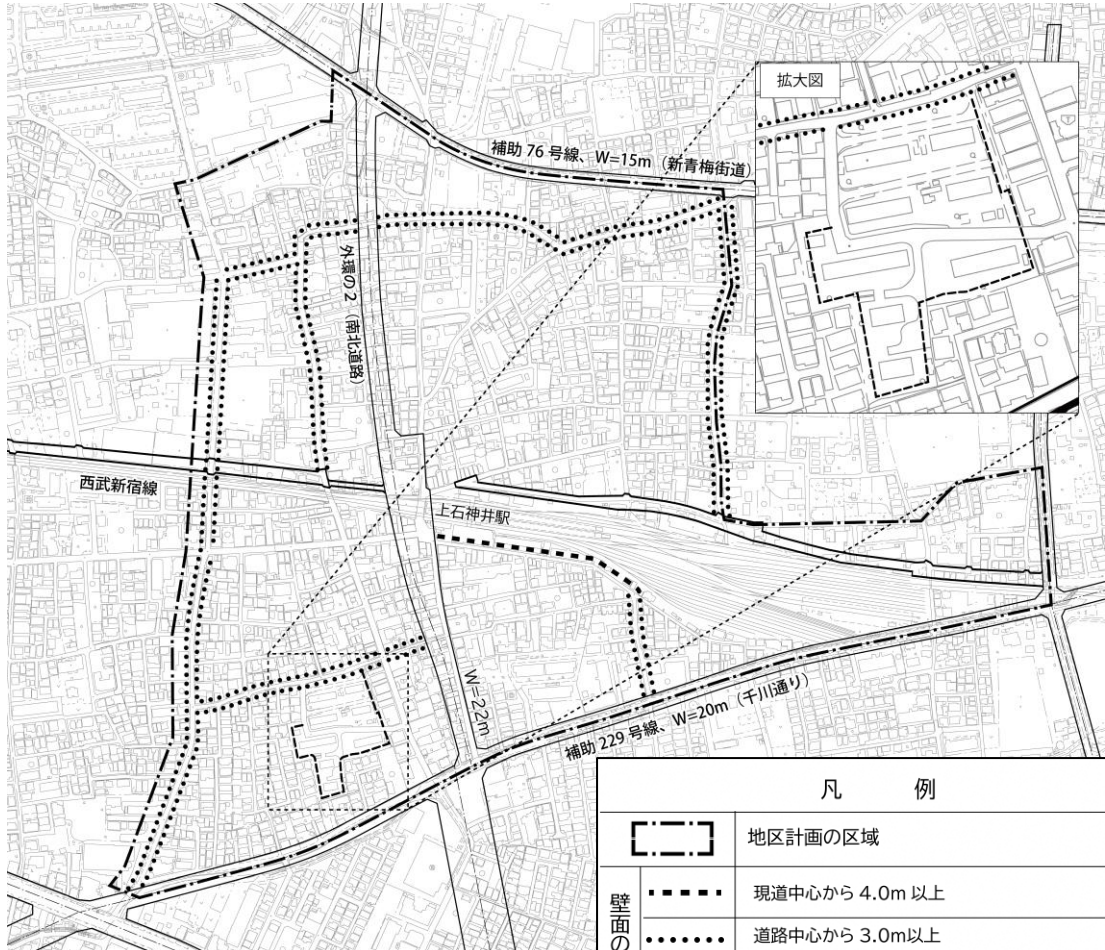 拡大図
補助 76 号線、W=15m（新青梅街道）
外環の２（南北道路）
西武新宿線
上石神井駅
W=22m
補助 229 号線、W=20m（千川通り）
凡　例
地区計画の区域
壁面の
現道中心から 4.0m 以上
道路中心から 3.0m以上